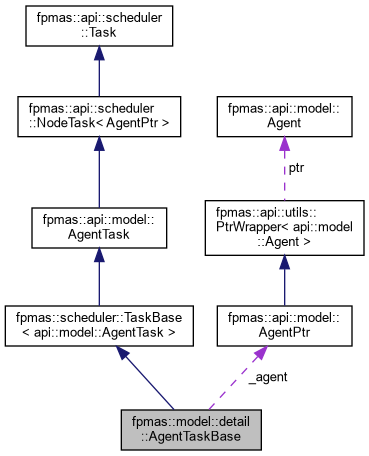 fpmas::api::scheduler
::Task
fpmas::api::scheduler
::NodeTask< AgentPtr >
fpmas::api::model::
Agent
ptr
fpmas::api::model::
AgentTask
fpmas::api::utils::
PtrWrapper< api::model
::Agent >
fpmas::scheduler::TaskBase
< api::model::AgentTask >
fpmas::api::model::
AgentPtr
_agent
fpmas::model::detail
::AgentTaskBase